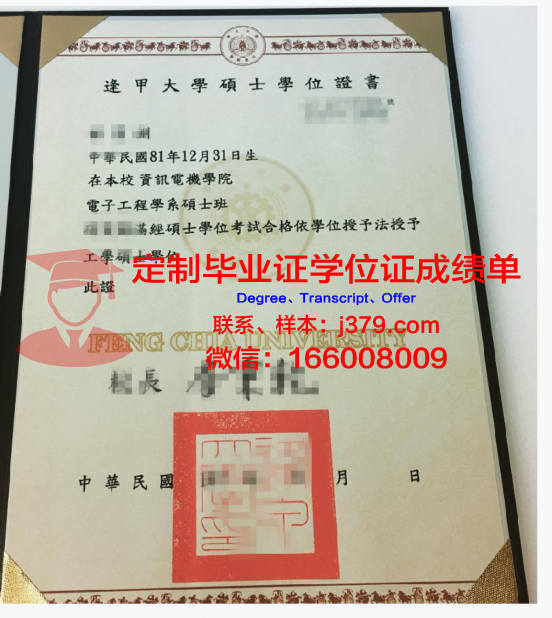 逢甲大學碩士學位證書
號
中華民國81年12月31日生
在本校 資訊電機學院
電子工程學系碩士班
滿經碩士學位考試合格依學位授予法授予
工學碩士學位
此證
定制毕业证学位证成绩单
Degree、Transcript、Offer
联系、样本：j379.com
FENG CHIA UNIVERSITY
微信：166008009
校長
中華民國 月 日